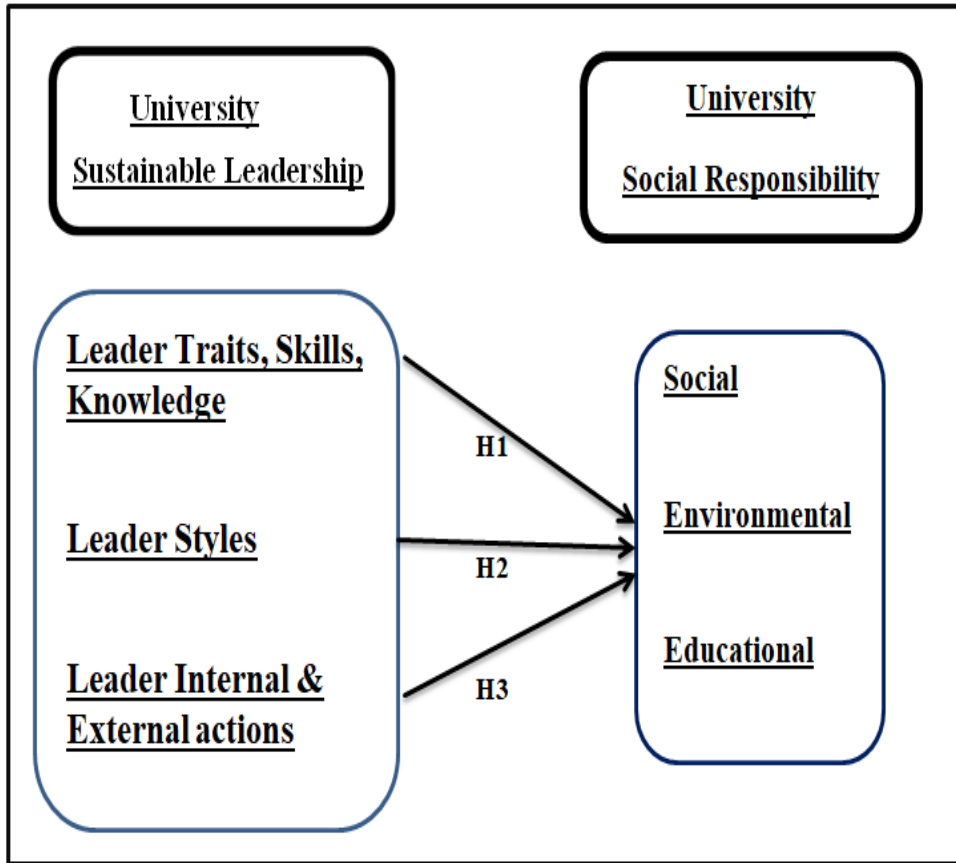 University
Sustainable Leadership
University
Social Responsibility
Leader Traits, Skills,
Knowledge
Leader Styles
Leader Internal &
External actions
H1
H2
H3
Social
Environmental
Educational